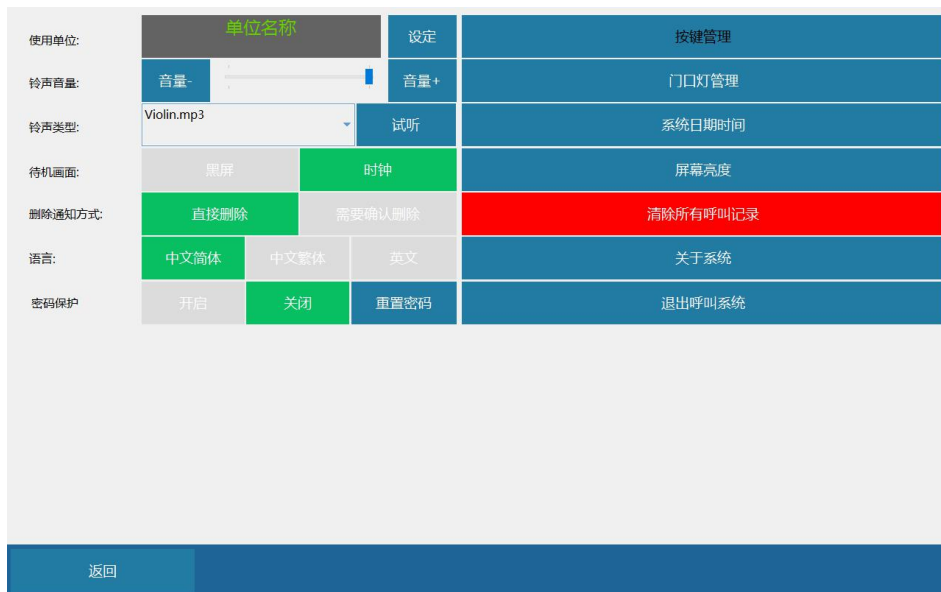 使用单位: 单位名称 设定 按键管理
铃声音量: 音量- 音量+ 门口灯管理
铃声类型: Violin.mp3 试听 系统日期时间
待机画面: 黑屏 时钟 屏幕亮度
删除通知方式: 直接删除 需要确认删除 清除所有呼叫记录
语言: 中文简体 中文繁体 英文 关于系统
密码保护 开启 关闭 重置密码 退出呼叫系统
返回